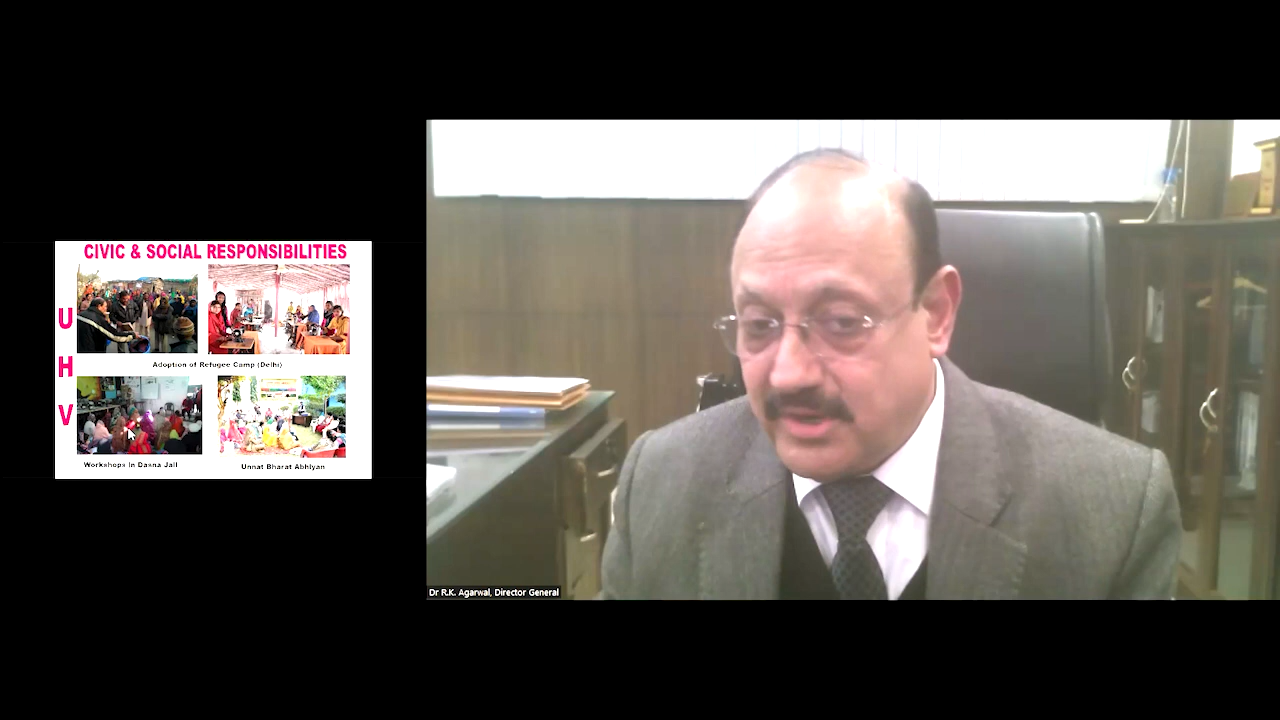 CIVIC & SOCIAL RESPONSIBILITIES
U
H
V
Adoption of Refugee Camp (Delhi)
Workshops in Dasna Jail
Unnat Bharat Abhiyan
Dr R.K. Agarwal, Director General